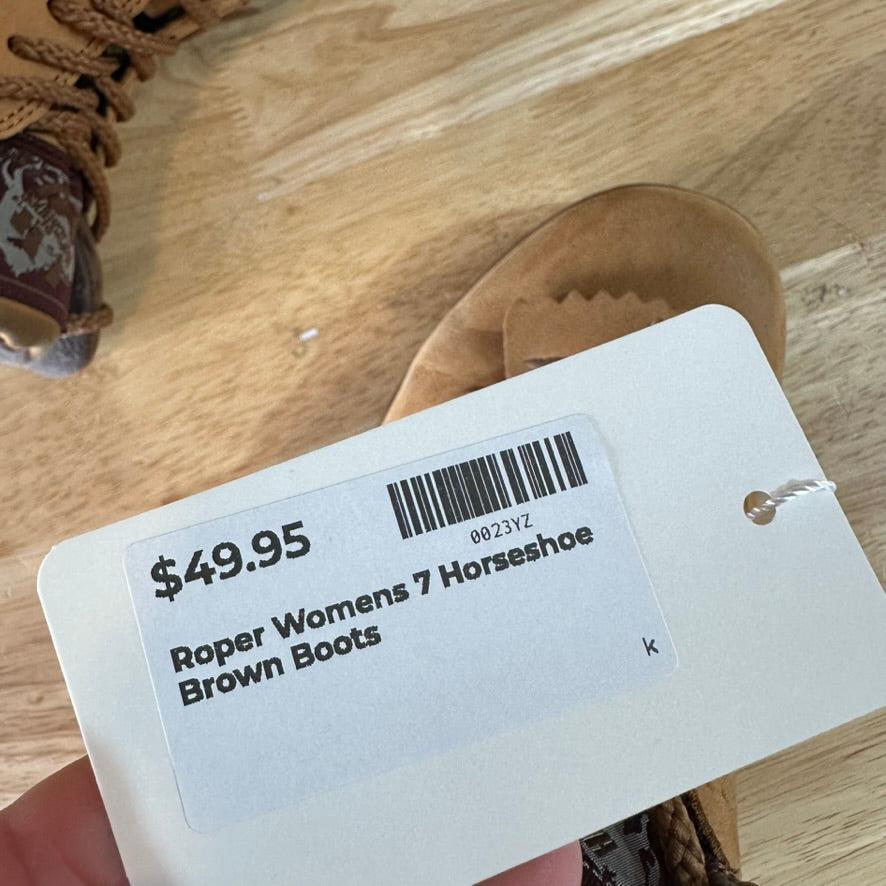 $49.95
0023YZ
Roper Womens 7 Horseshoe
Brown Boots
k